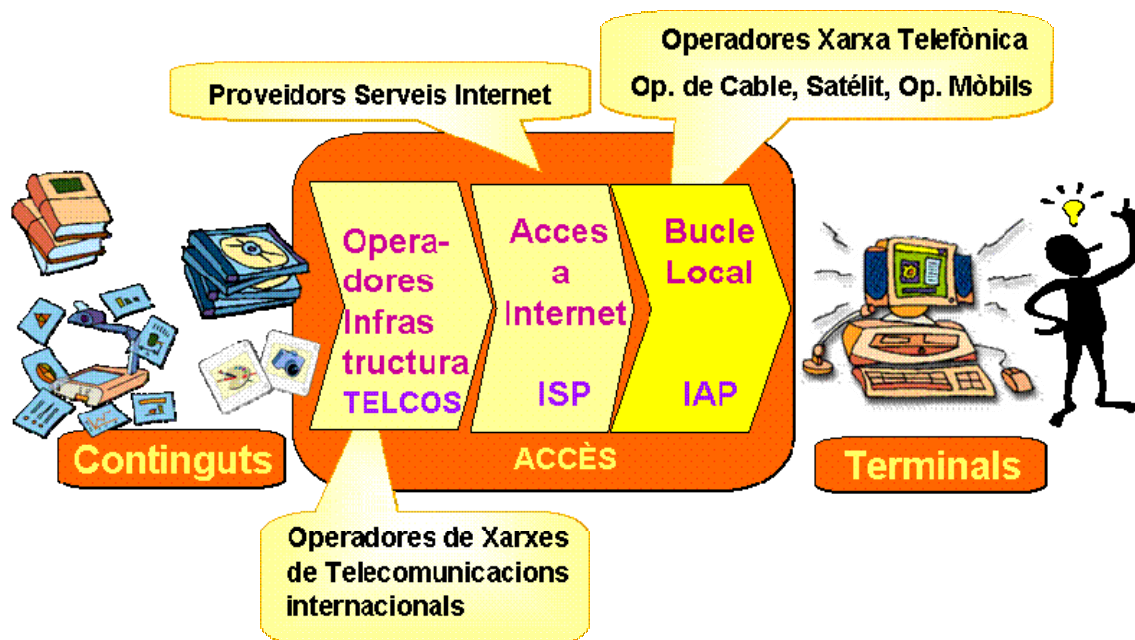 Operadores Xarxa Telefònica
Op. de Cable, Satélit, Op. Mòbils
Proveidors Serveis Internet
Opera-
dores
Infras
tructura
TELCOS
Acces
a
Internet
ISP
Bucle
Local
IAP
Continguts
ACCÈS
Terminals
Operadores de Xarxes
de Telecomunicacions
internacionals